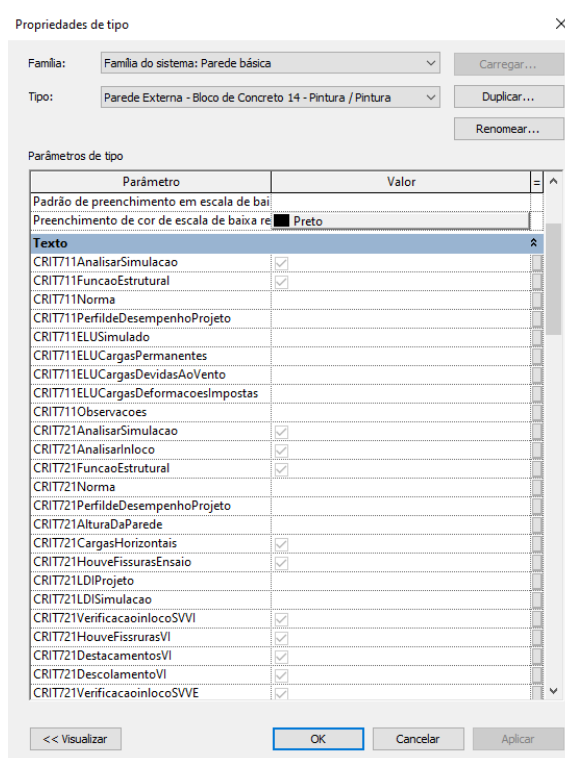 Propriedades de tipo
Família: Família do sistema: Parede básica Carregar...
Tipo: Parede Externa - Bloco de Concreto 14 - Pintura / Pintura Duplicar...
Renomear...
Parâmetros de tipo
Parâmetro Valor =
Padrão de preenchimento em escala de bai
Preenchimento de cor de escala de baixa re Preto
Texto
CRIT711AnalisarSimulacao
CRIT711FuncaoEstrutural
CRIT711Norma
CRIT711PerfildeDesempenhoProjeto
CRIT711ELUSimulado
CRIT711ELUCargasPermanentes
CRIT711ELUCargasDevidasAoVento
CRIT711ELUCargasDeformacoesImpostas
CRIT711Observacoes
CRIT721AnalisarSimulacao
CRIT721AnalisarInloco
CRIT721FuncaoEstrutural
CRIT721Norma
CRIT721PerfildeDesempenhoProjeto
CRIT721AlturaDaParede
CRIT721CargasHorizontais
CRIT721HouveFissurasEnsaio
CRIT721LDIProjeto
CRIT721LDISimulacao
CRIT721VerificacaoinlocoSVVI
CRIT721HouveFissrurasVI
CRIT721DestacamentosVI
CRIT721DescolamentoVI
CRIT721VerificacaoinlocoSVVE
<< Visualizar OK Cancelar Aplicar